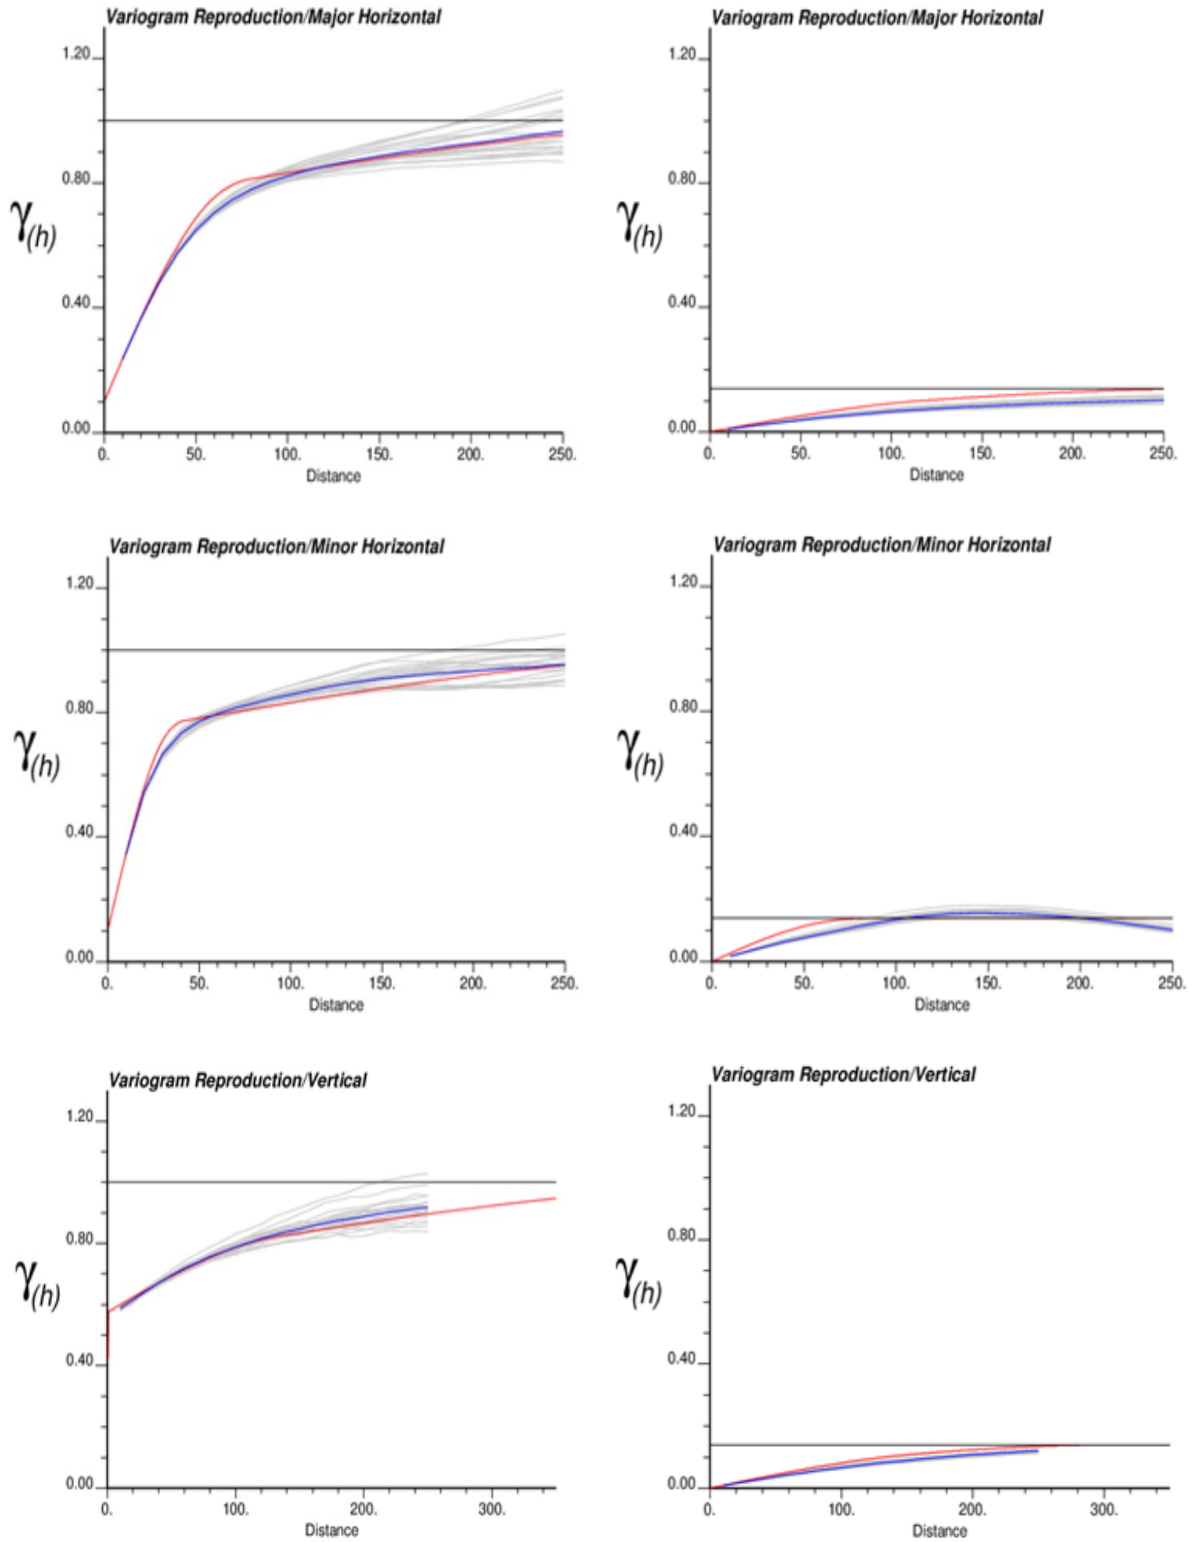 Variogram Reproduction/Major Horizontal
1.20
0.80
γ(h)
0.40
0.00
0. 50. 100. 150. 200. 250.
Distance
Variogram Reproduction/Major Horizontal
1.20
0.80
γ(h)
0.40
0.00
0. 50. 100. 150. 200. 250.
Distance
Variogram Reproduction/Minor Horizontal
1.20
0.80
γ(h)
0.40
0.00
0. 50. 100. 150. 200. 250.
Distance
Variogram Reproduction/Minor Horizontal
1.20
0.80
γ(h)
0.40
0.00
0. 50. 100. 150. 200. 250.
Distance
Variogram Reproduction/Vertical
1.20
0.80
γ(h)
0.40
0.00
0. 100. 200. 300.
Distance
Variogram Reproduction/Vertical
1.20
0.80
γ(h)
0.40
0.00
0. 100. 200. 300.
Distance